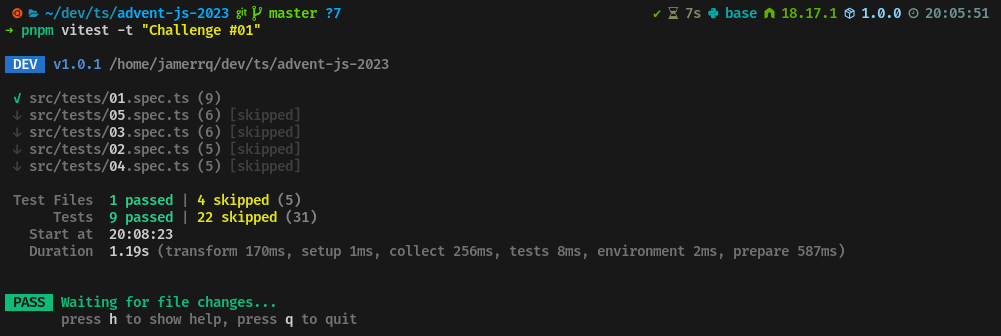 ~/dev/ts/advent-js-2023 git master ?7 ✔ 7s base 18.17.1 1.0.0 20:05:51
➜ pnpm vitest -t "Challenge #01"
DEV v1.0.1 /home/jamerrq/dev/ts/advent-js-2023
✓ src/tests/01.spec.ts (9)
↓ src/tests/05.spec.ts (6) [skipped]
↓ src/tests/03.spec.ts (6) [skipped]
↓ src/tests/02.spec.ts (5) [skipped]
↓ src/tests/04.spec.ts (5) [skipped]
Test Files 1 passed | 4 skipped (5)
Tests 9 passed | 22 skipped (31)
Start at 20:08:23
Duration 1.19s (transform 170ms, setup 1ms, collect 256ms, tests 8ms, environment 2ms, prepare 587ms)
PASS Waiting for file changes...
press h to show help, press q to quit